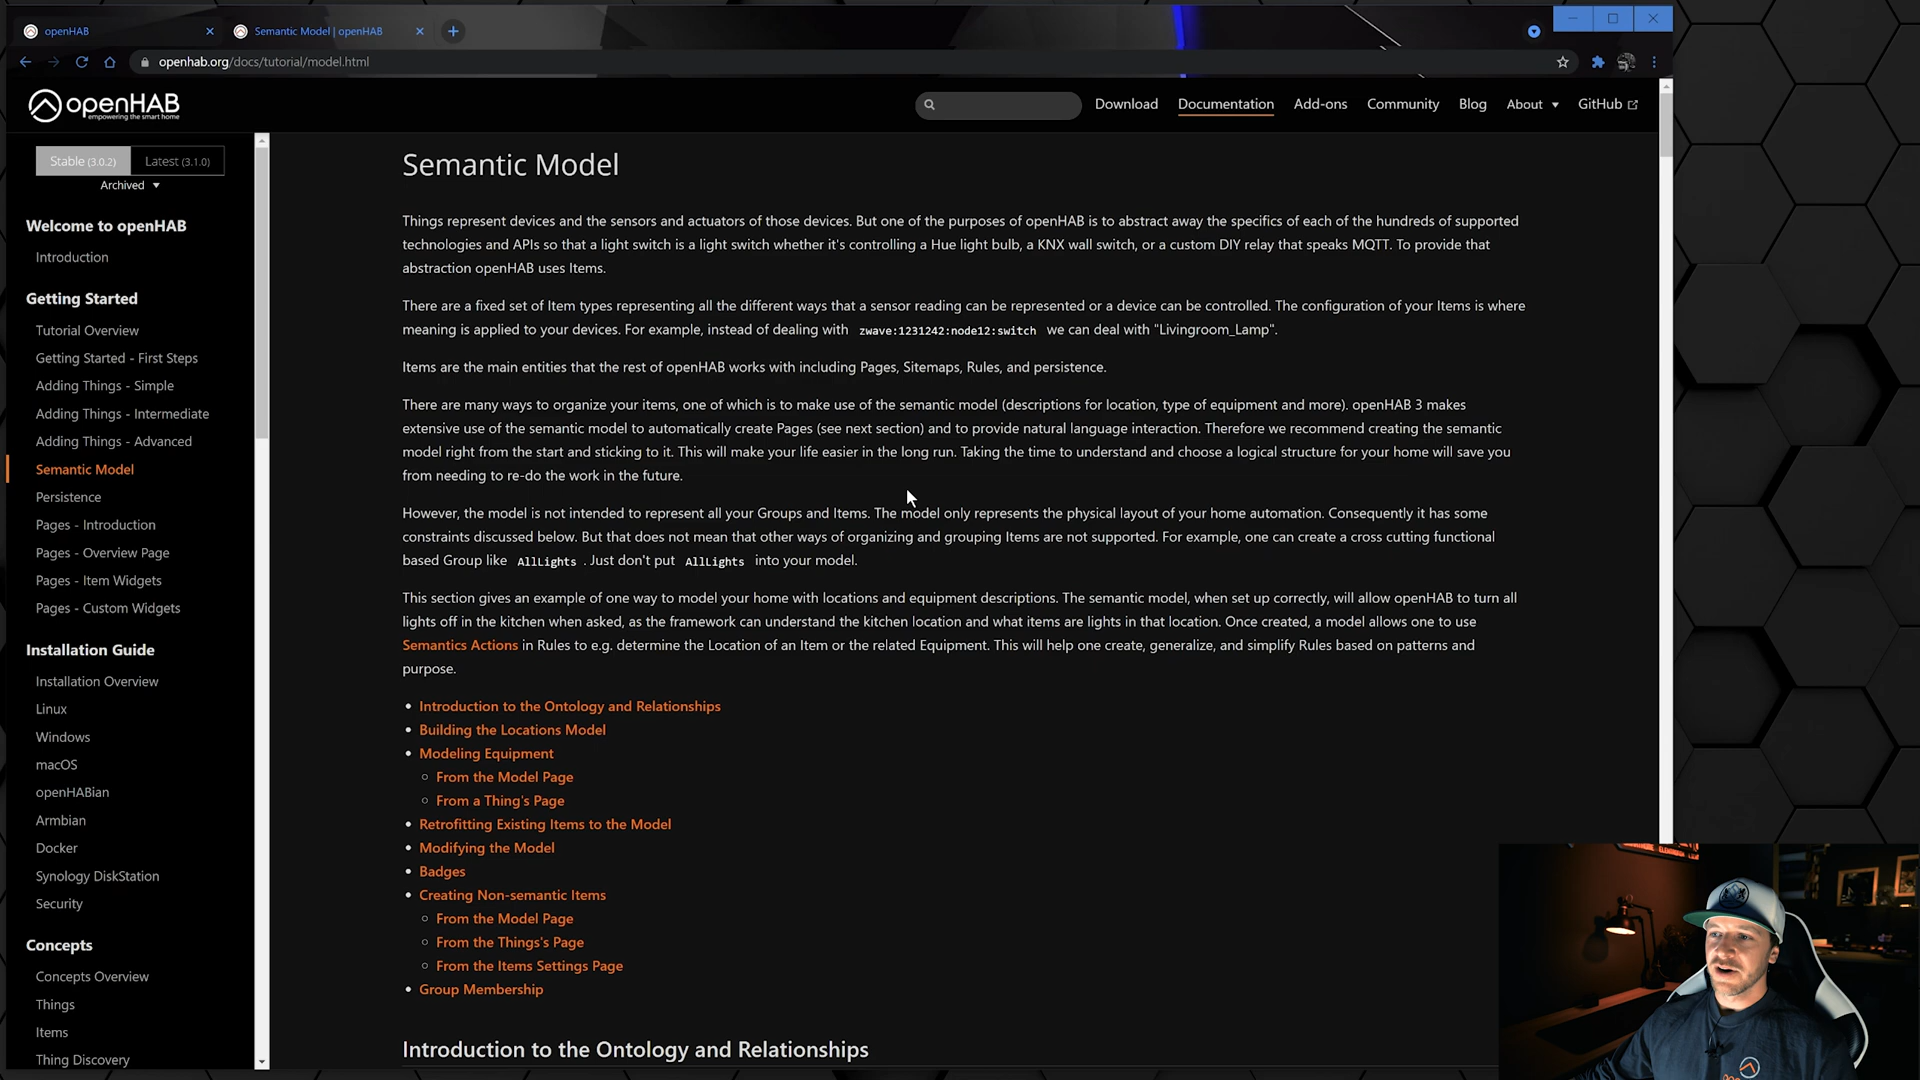 openHAB
Semantic Model | openHAB
openhab.org/docs/tutorial/model.html
openHAB
empowering the smart home
Download
Documentation
Add-ons
Community
Blog
About
GitHub
Stable (3.0.2)
Latest (3.1.0)
Archived
Welcome to openHAB
Introduction
Getting Started
Tutorial Overview
Getting Started - First Steps
Adding Things - Simple
Adding Things - Intermediate
Adding Things - Advanced
Semantic Model
Persistence
Pages - Introduction
Pages - Overview Page
Pages - Item Widgets
Pages - Custom Widgets
Installation Guide
Installation Overview
Linux
Windows
macOS
openHABian
Armbian
Docker
Synology DiskStation
Security
Concepts
Concepts Overview
Things
Items
Thing Discovery
Semantic Model
Things represent devices and the sensors and actuators of those devices. But one of the purposes of openHAB is to abstract away the specifics of each of the hundreds of supported
technologies and APIs so that a light switch is a light switch whether it's controlling a Hue light bulb, a KNX wall switch, or a custom DIY relay that speaks MQTT. To provide that
abstraction openHAB uses Items.
There are a fixed set of Item types representing all the different ways that a sensor reading can be represented or a device can be controlled. The configuration of your Items is where
meaning is applied to your devices. For example, instead of dealing with zwave:1231242:node12:switch we can deal with "Livingroom_Lamp".
Items are the main entities that the rest of openHAB works with including Pages, Sitemaps, Rules, and persistence.
There are many ways to organize your items, one of which is to make use of the semantic model (descriptions for location, type of equipment and more). openHAB 3 makes
extensive use of the semantic model to automatically create Pages (see next section) and to provide natural language interaction. Therefore we recommend creating the semantic
model right from the start and sticking to it. This will make your life easier in the long run. Taking the time to understand and choose a logical structure for your home will save you
from needing to re-do the work in the future.
However, the model is not intended to represent all your Groups and Items. The model only represents the physical layout of your home automation. Consequently it has some
constraints discussed below. But that does not mean that other ways of organizing and grouping Items are not supported. For example, one can create a cross cutting functional
based Group like AllLights . Just don't put AllLights into your model.
This section gives an example of one way to model your home with locations and equipment descriptions. The semantic model, when set up correctly, will allow openHAB to turn all
lights off in the kitchen when asked, as the framework can understand the kitchen location and what items are lights in that location. Once created, a model allows one to use
Semantics Actions in Rules to e.g. determine the Location of an Item or the related Equipment. This will help one create, generalize, and simplify Rules based on patterns and
purpose.
Introduction to the Ontology and Relationships
Building the Locations Model
Modeling Equipment
From the Model Page
From a Thing's Page
Retrofitting Existing Items to the Model
Modifying the Model
Badges
Creating Non-semantic Items
From the Model Page
From the Things's Page
From the Items Settings Page
Group Membership
Introduction to the Ontology and Relationships